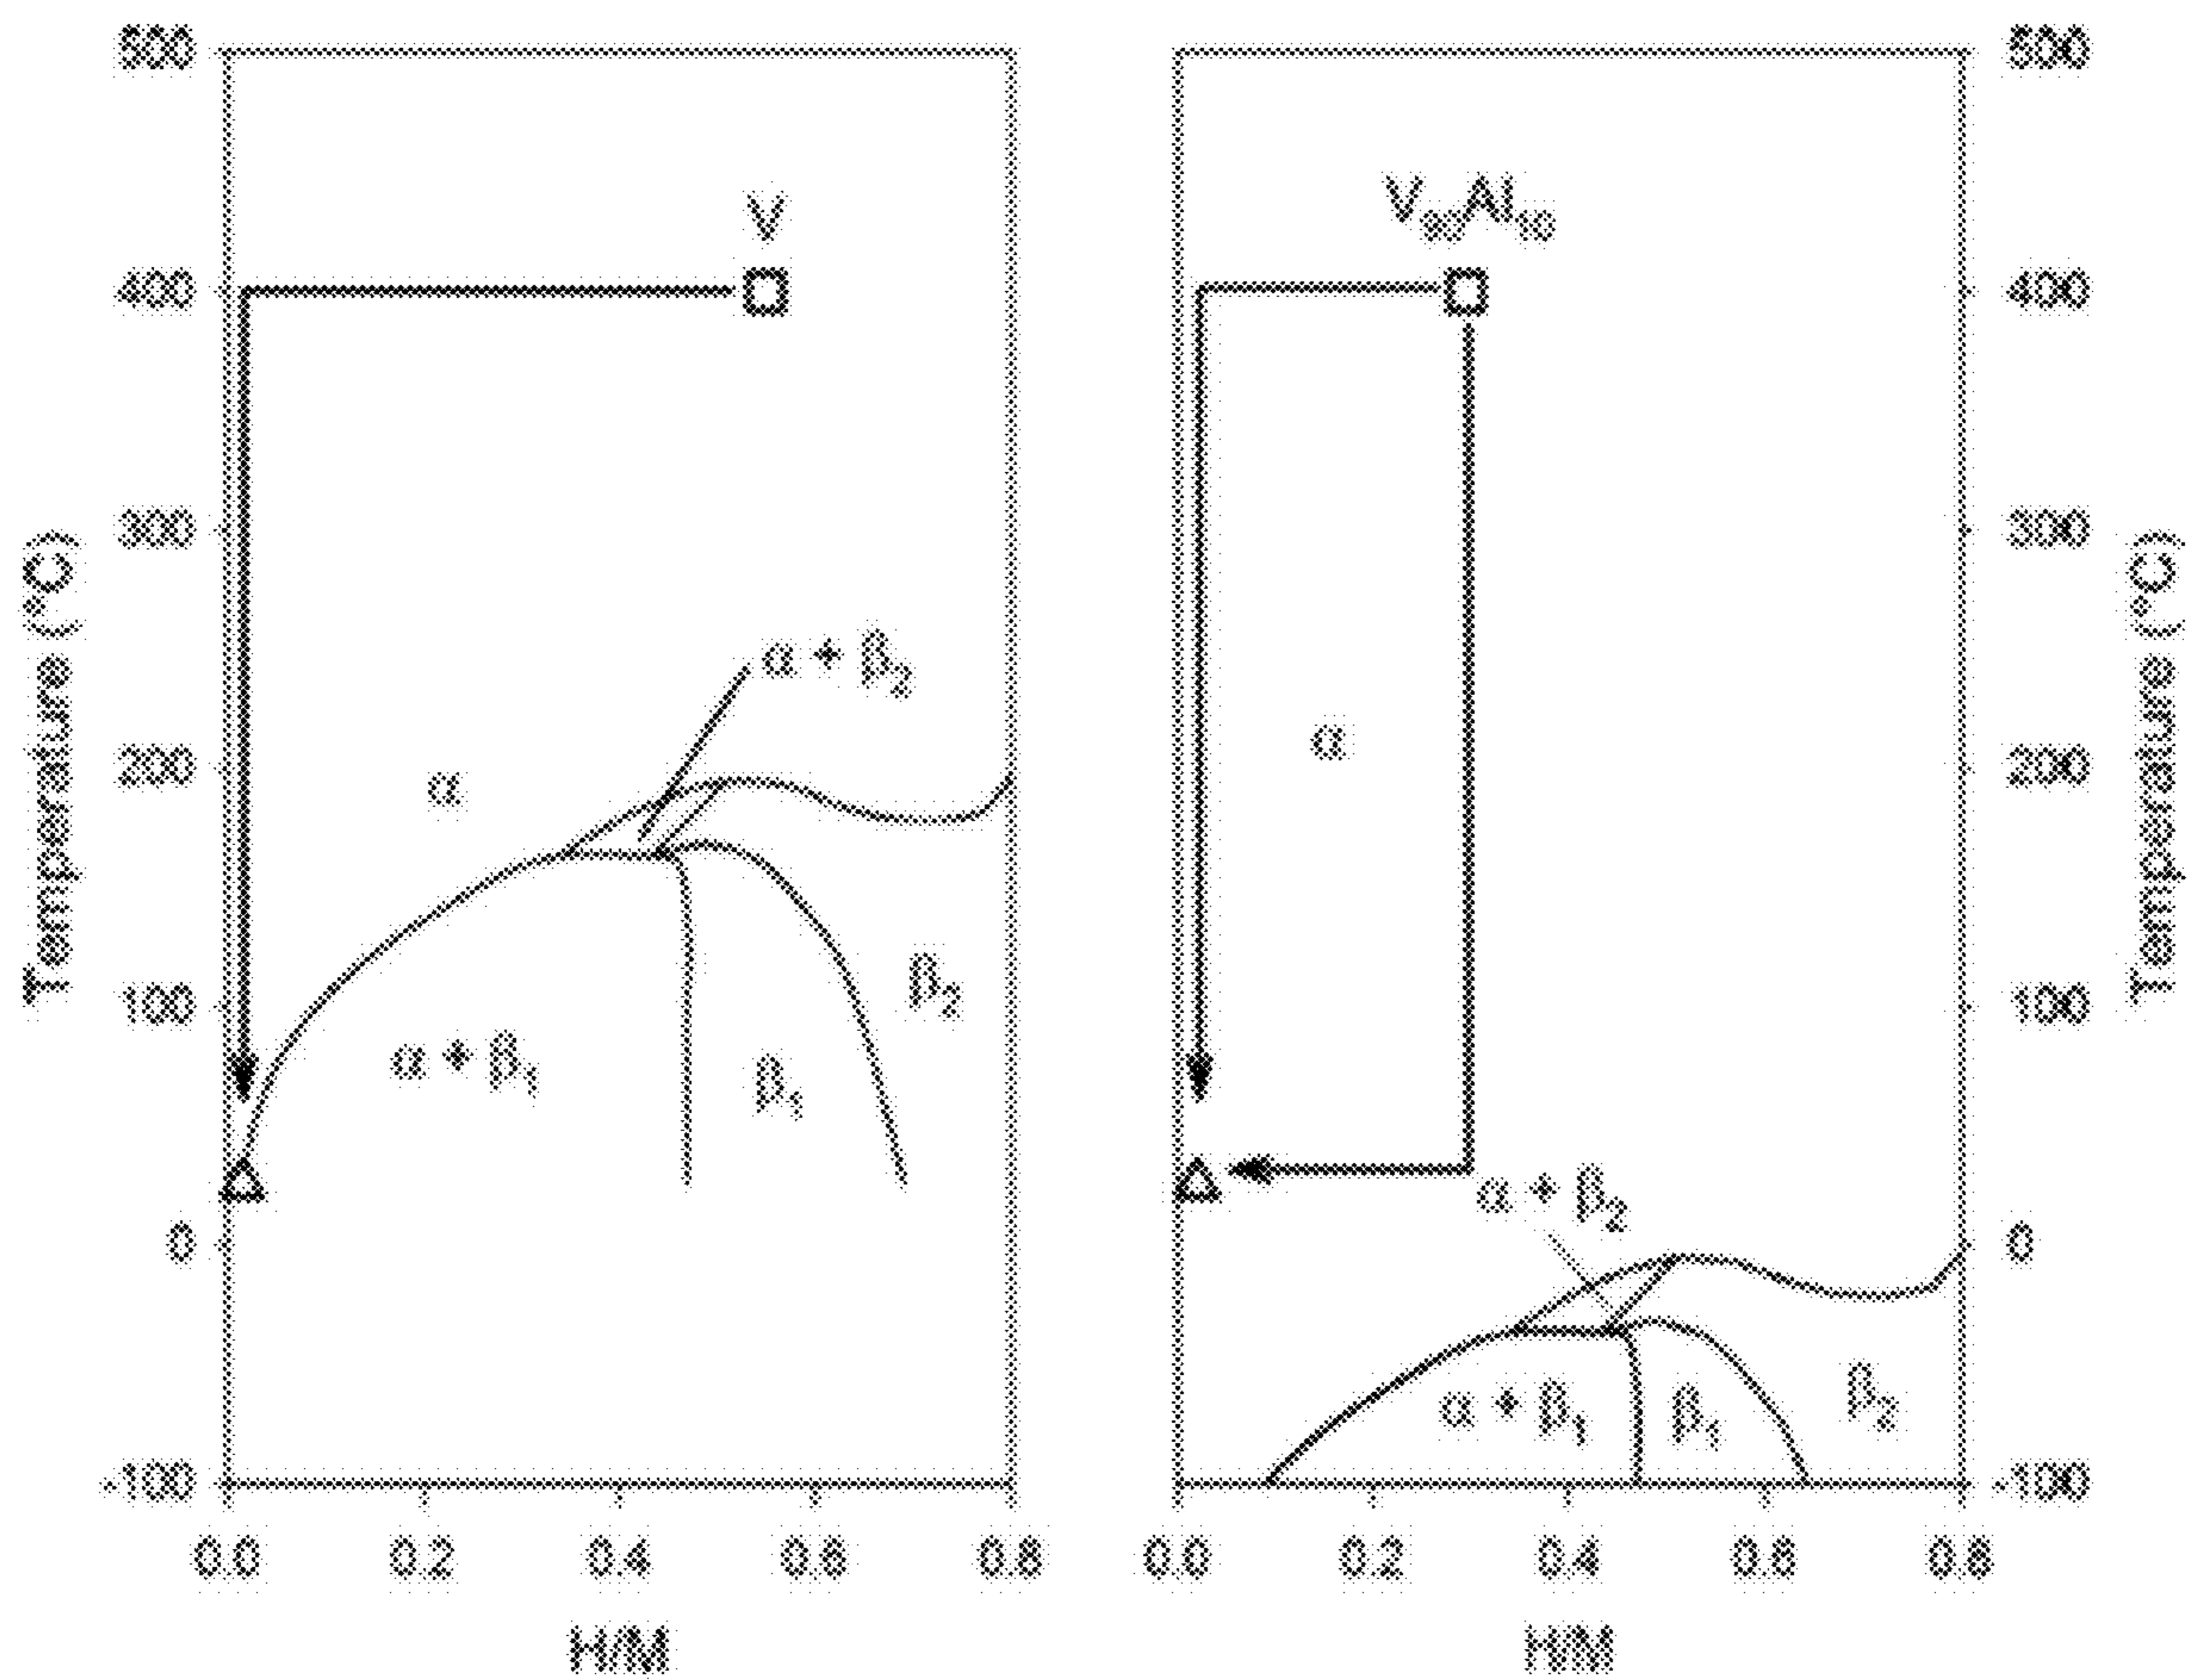 500
V
400
300
α + β₂
200
α
β₂
100
α + β₁
β₁
0
-100
0.0 0.2 0.4 0.6 0.8
H/M
Temperature (°C)
500
V₉₀Al₁₀
400
300
α
200
100
α + β₂
0
β₂
α + β₁
β₁
-100
0.0 0.2 0.4 0.6 0.8
H/M
Temperature (°C)